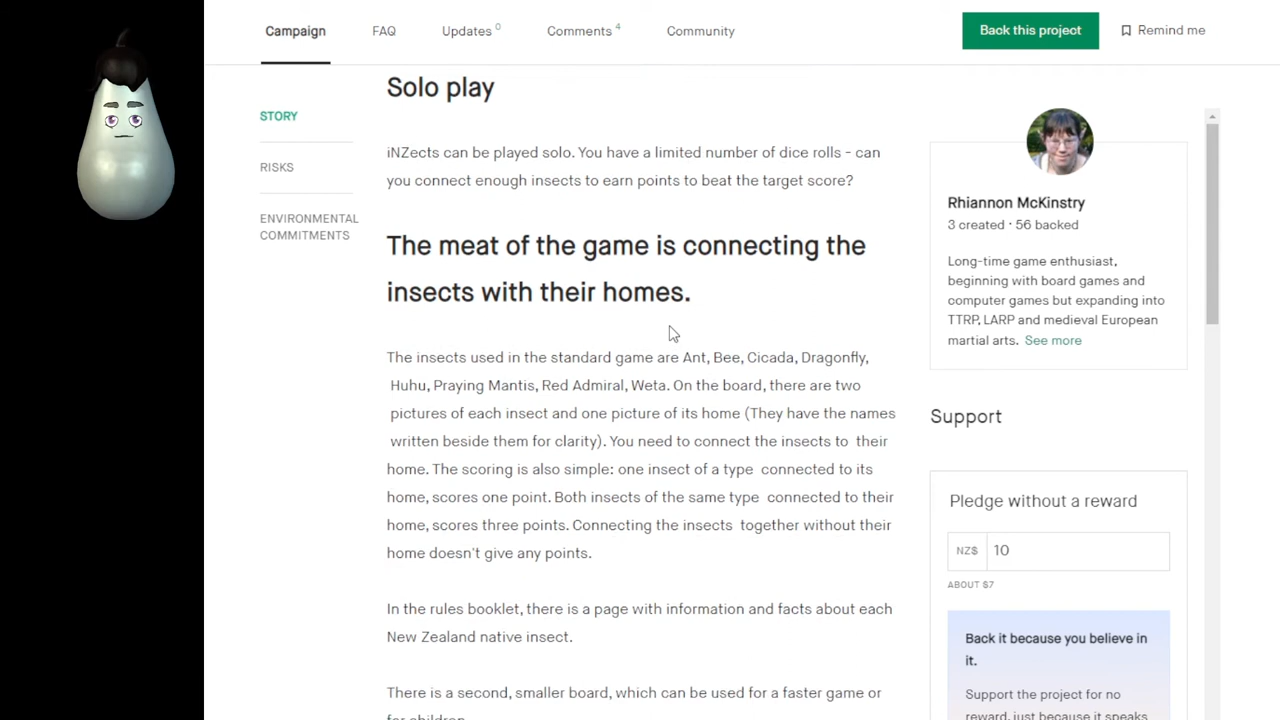 Campaign
FAQ
Updates 0
Comments 4
Community
Back this project
Remind me
STORY
RISKS
ENVIRONMENTAL
COMMITMENTS
Solo play
iNZects can be played solo. You have a limited number of dice rolls - can
you connect enough insects to earn points to beat the target score?
The meat of the game is connecting the
insects with their homes.
The insects used in the standard game are Ant, Bee, Cicada, Dragonfly,
Huhu, Praying Mantis, Red Admiral, Weta. On the board, there are two
pictures of each insect and one picture of its home (They have the names
written beside them for clarity). You need to connect the insects to their
home. The scoring is also simple: one insect of a type connected to its
home, scores one point. Both insects of the same type connected to their
home, scores three points. Connecting the insects together without their
home doesn't give any points.
In the rules booklet, there is a page with information and facts about each
New Zealand native insect.
There is a second, smaller board, which can be used for a faster game or
for children
Rhiannon McKinstry
3 created · 56 backed
Long-time game enthusiast,
beginning with board games and
computer games but expanding into
TTRP, LARP and medieval European
martial arts. See more
Support
Pledge without a reward
NZ$ 10
ABOUT $7
Back it because you believe in
it.
Support the project for no
reward, just because it speaks